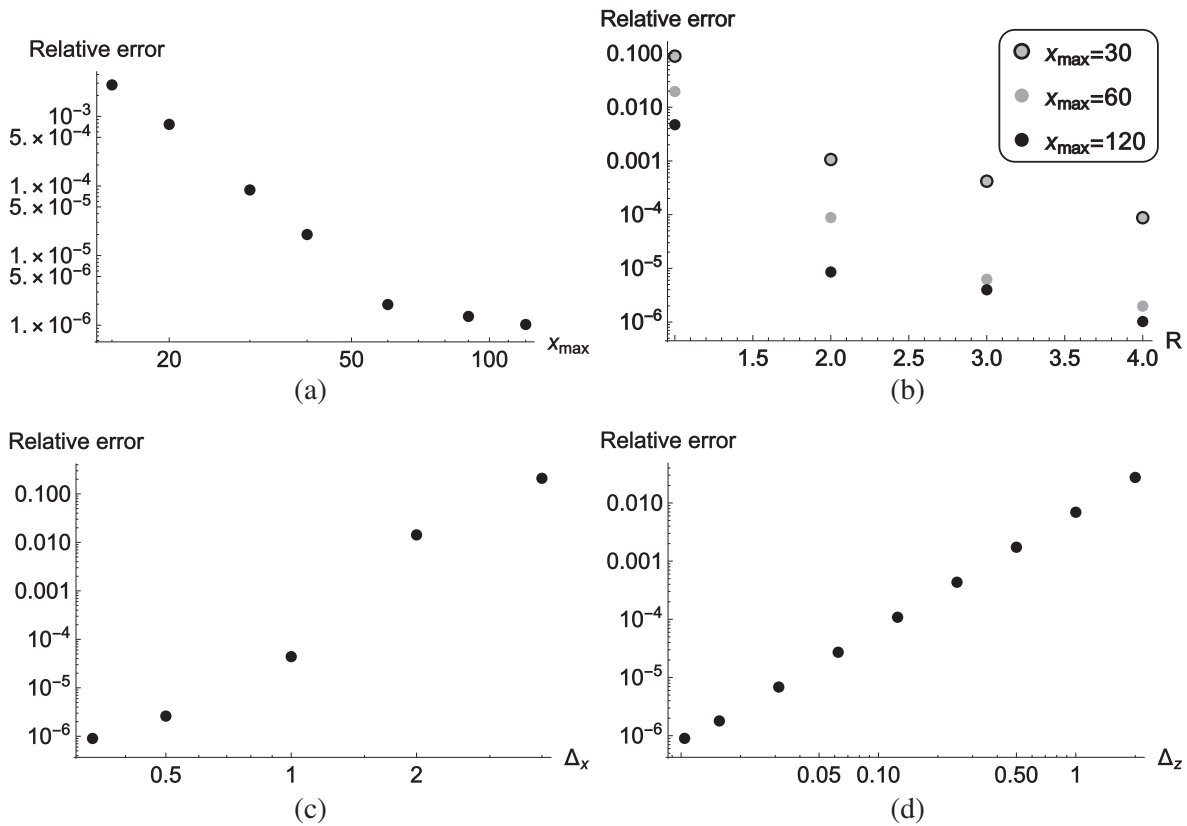 Relative error
10⁻³
5.×10⁻⁴
1.×10⁻⁴
5.×10⁻⁵
1.×10⁻⁵
5.×10⁻⁶
1.×10⁻⁶
20 50 100 x_max
(a)
Relative error
0.100
0.010
0.001
10⁻⁴
10⁻⁵
10⁻⁶
1.5 2.0 2.5 3.0 3.5 4.0 R
x_max=30
x_max=60
x_max=120
(b)
Relative error
0.100
0.010
0.001
10⁻⁴
10⁻⁵
10⁻⁶
0.5 1 2 Δ_x
(c)
Relative error
0.010
0.001
10⁻⁴
10⁻⁵
10⁻⁶
0.05 0.10 0.50 1 Δ_z
(d)